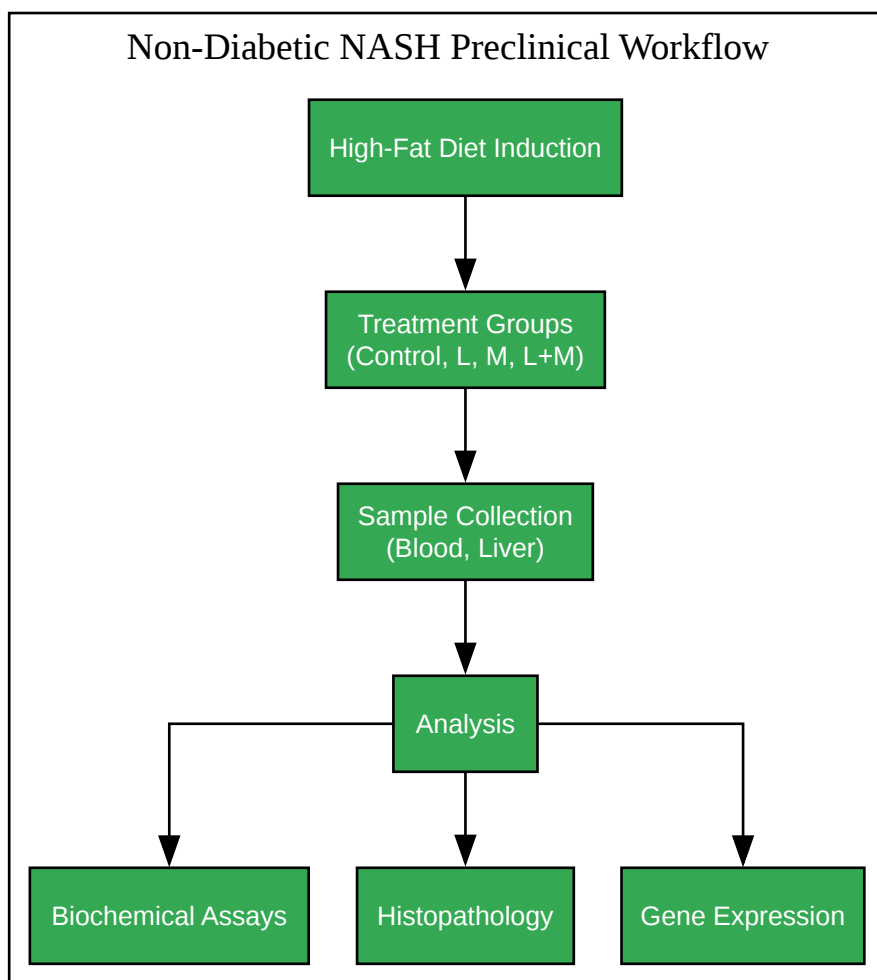 Non-Diabetic NASH Preclinical Workflow
High-Fat Diet Induction
Treatment Groups
(Control, L, M, L+M)
Sample Collection
(Blood, Liver)
Analysis
Biochemical Assays
Histopathology
Gene Expression